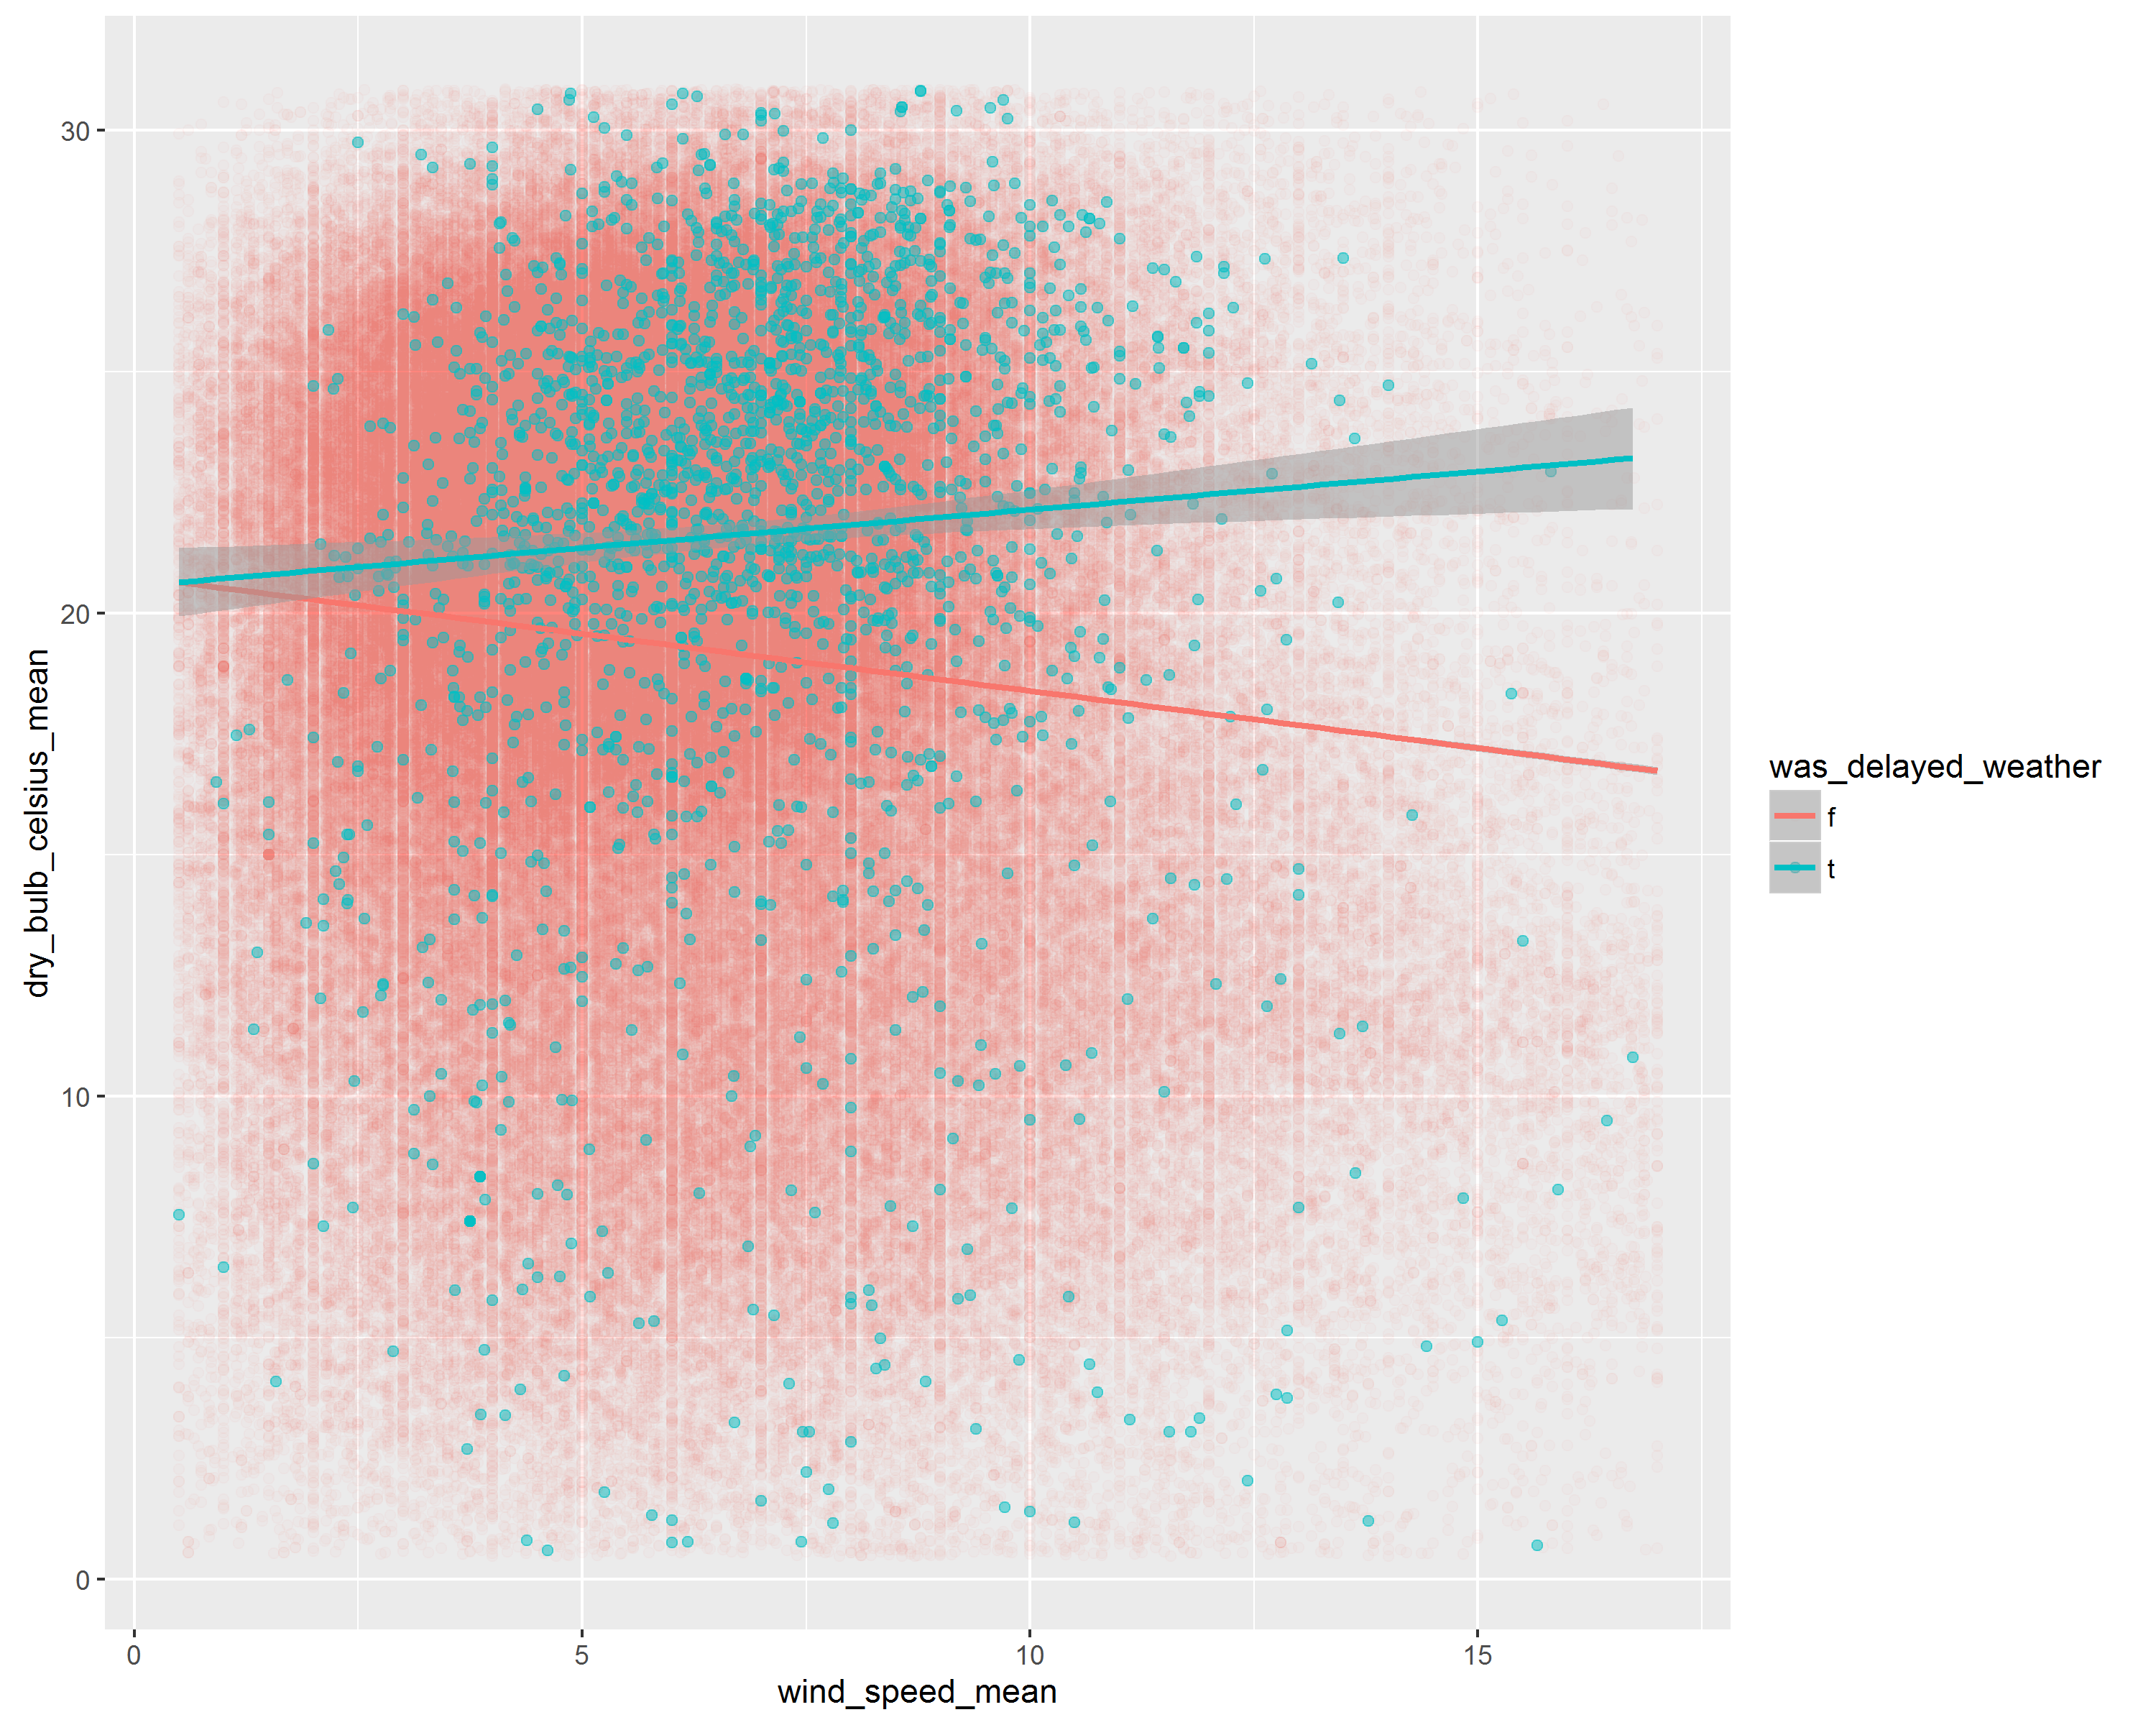 30
20
10
0
dry_bulb_celsius_mean
0 5 10 15
wind_speed_mean
was_delayed_weather
f
t